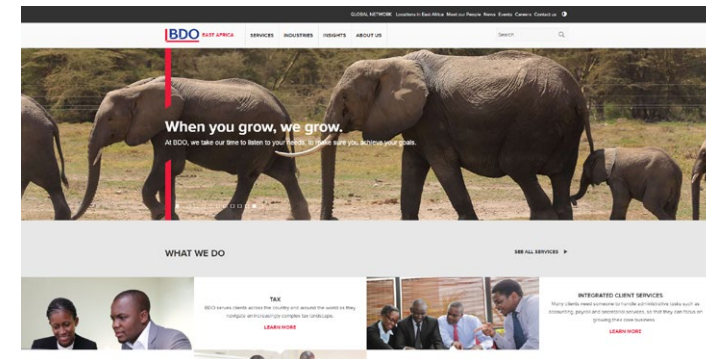 GLOBAL NETWORK Locations in East Africa Meet our People News Events Careers Contact us
BDO EAST AFRICA SERVICES INDUSTRIES INSIGHTS ABOUT US Search
When you grow, we grow.
At BDO, we take our time to listen to your needs, to make sure you achieve your goals.
WHAT WE DO SEE ALL SERVICES
TAX
BDO serves clients across the country and around the world as they
navigate an increasingly complex tax landscape.
LEARN MORE
INTEGRATED CLIENT SERVICES
Many clients need someone to handle administrative tasks such as
accounting, payroll and secretarial services, so that they can focus on
growing their core business.
LEARN MORE